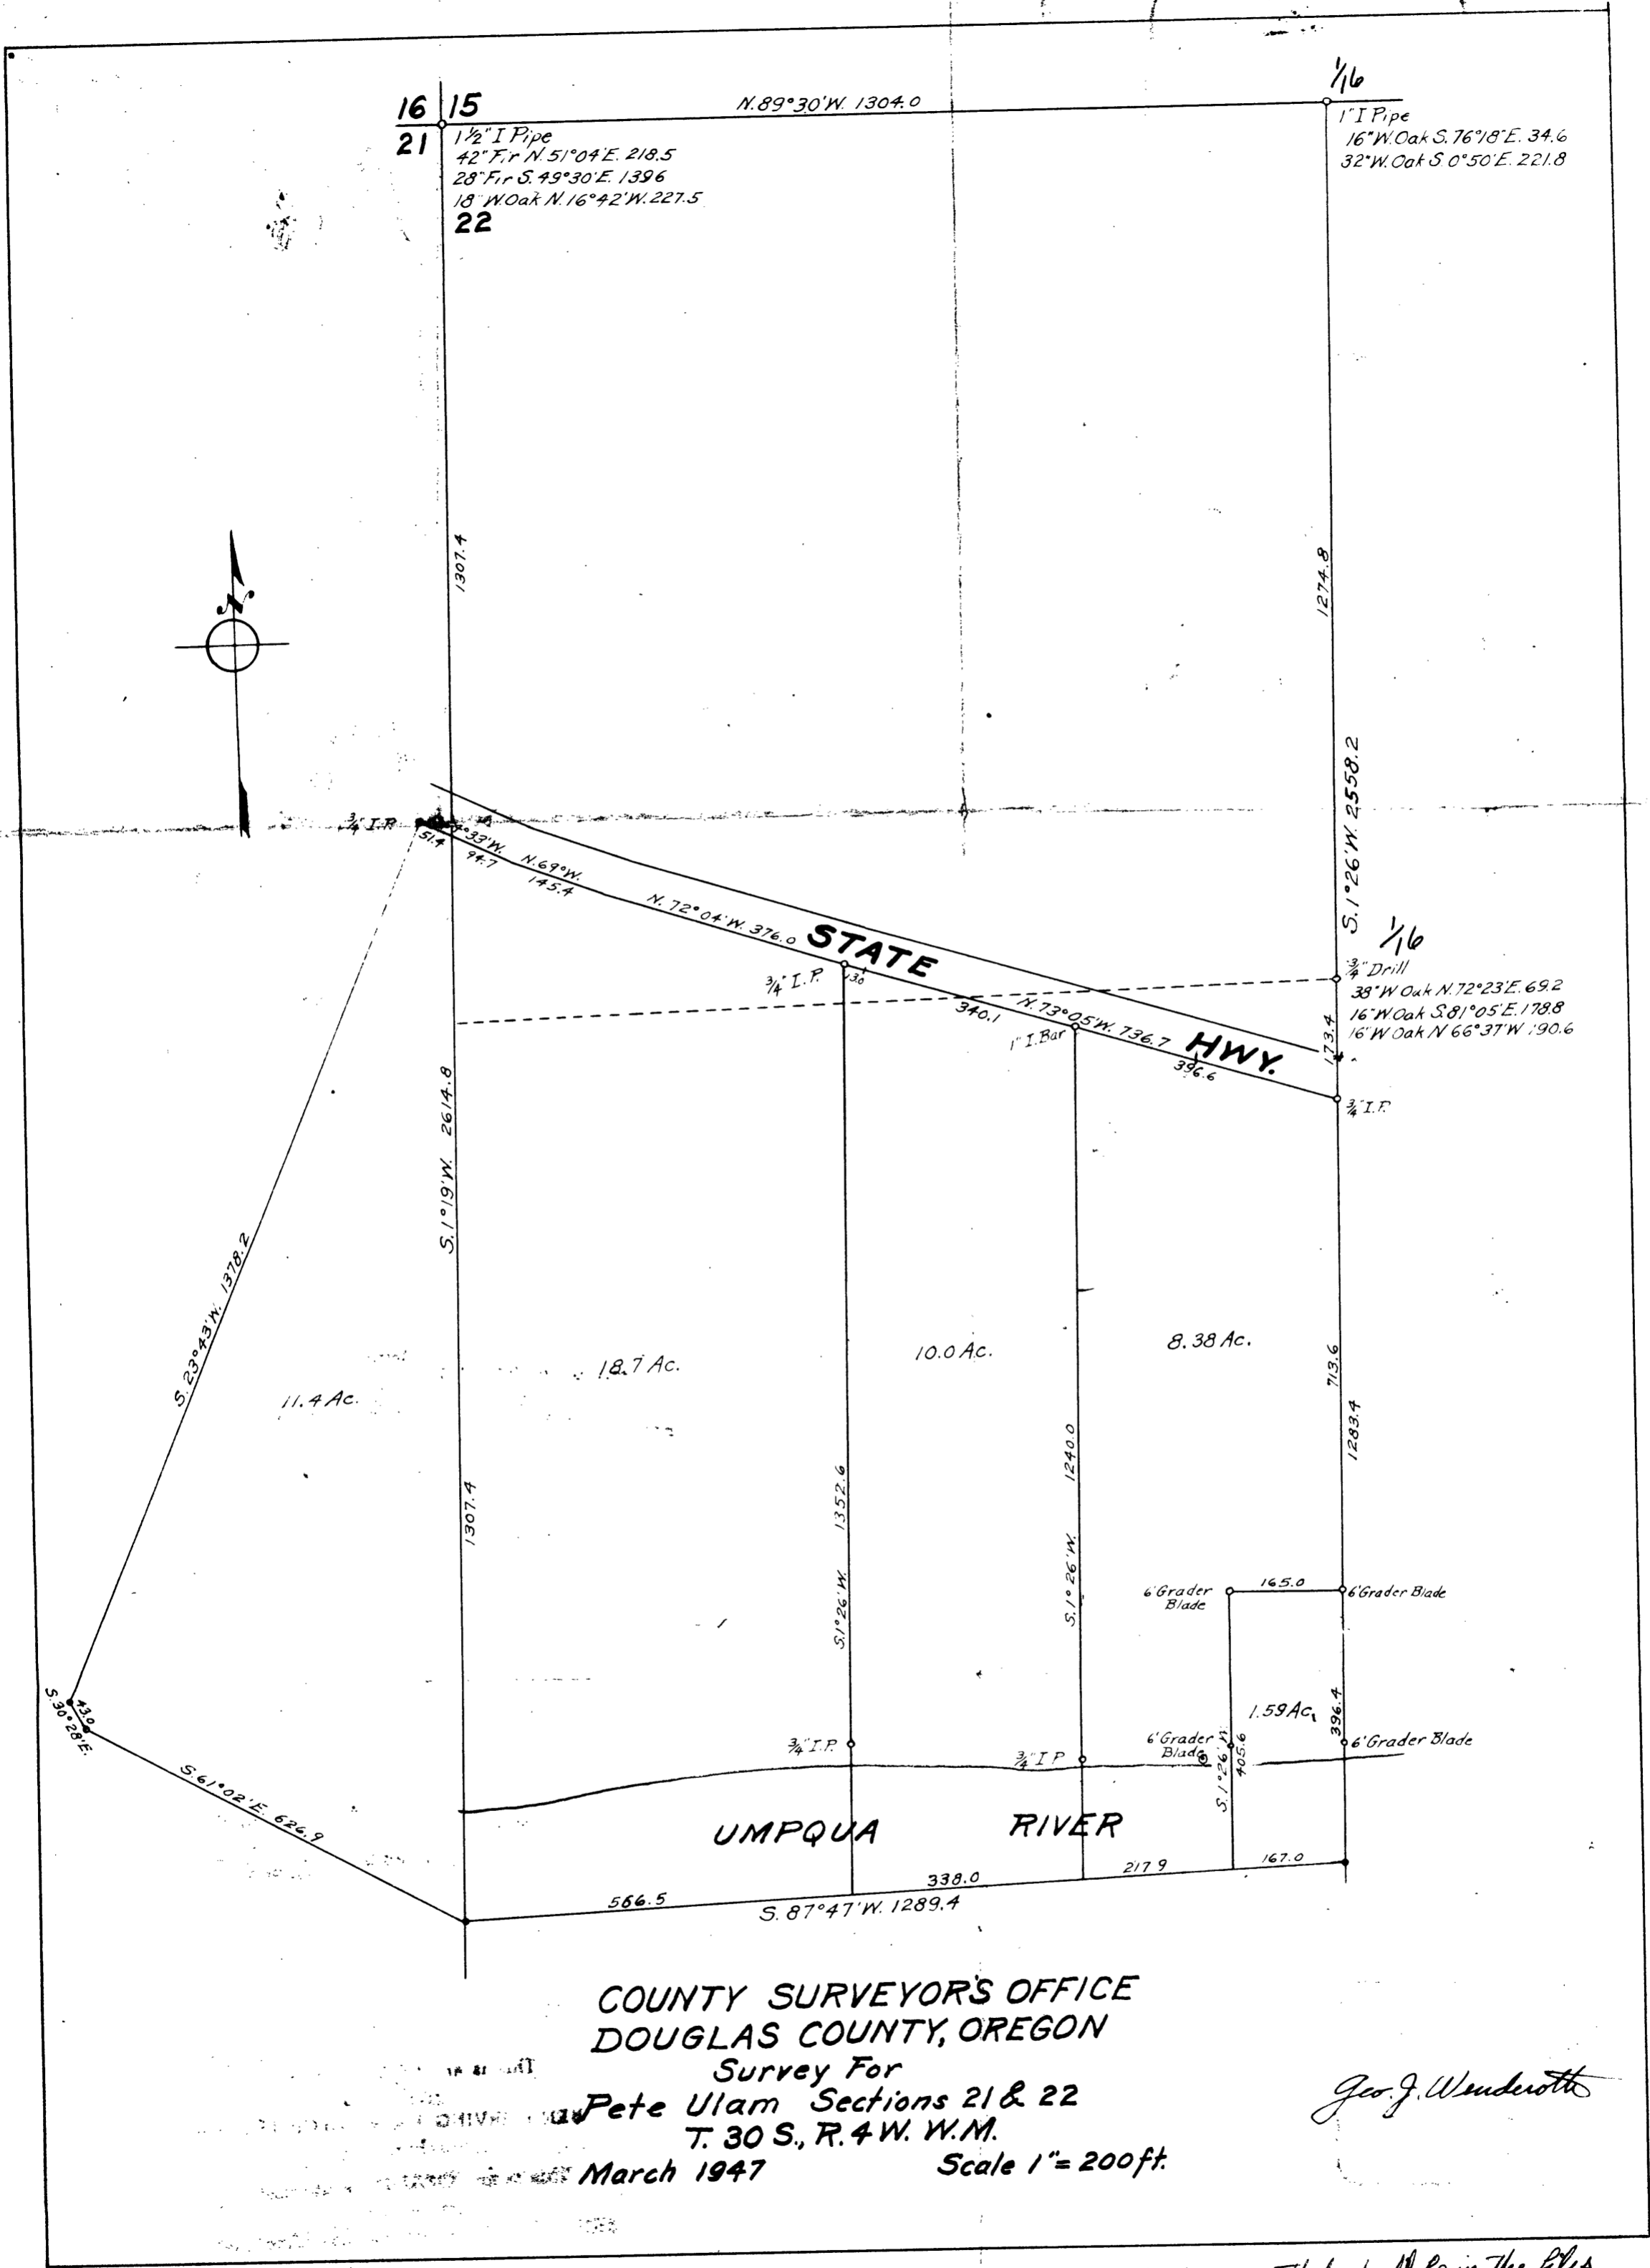 16 15
21
22
N.89°30'W. 1304.0
1/16
1½" I Pipe
42" Fir N.51°04'E. 218.5
28" Fir S.49°30'E. 1396
18" W.Oak N.16°42'W. 227.5
1" I Pipe
16" W.Oak S.76°18'E. 34.6
32" W.Oak S.0°50'E. 221.8
N.
1307.4
1274.8
S.1°26'W. 2558.2
¾" I.P.
51.4
94.7
N.69°W.
145.4
N.72°04'W. 376.0
STATE
HWY.
¾" I.P.
340.1
N.73°05'W. 736.7
1" I.Bar
396.6
1/16
¾" Drill
38" W Oak N.72°23'E. 69.2
16" W Oak S.81°05'E. 178.8
16" W Oak N 66°37'W 190.6
173.4
¾" I.P.
S.1°19'W. 2614.8
S.23°43'W. 1378.2
11.4 Ac.
18.7 Ac.
10.0 Ac.
8.38 Ac.
713.6
1283.4
1307.4
S.1°26'W. 1352.6
S.1°26'W. 1240.0
6' Grader
Blade
165.0
6' Grader Blade
1.59 Ac.
396.4
S.30°28'E.
43.0
¾" I.P.
¾" I.P.
6' Grader
Blade
S.1°26'W.
405.6
6' Grader Blade
S.61°02'E. 626.9
UMPQUA RIVER
566.5
338.0
217.9
167.0
S. 87°47'W. 1289.4
COUNTY SURVEYOR'S OFFICE
DOUGLAS COUNTY, OREGON
Survey For
Pete Ulam Sections 21 & 22
T. 30 S., R. 4 W. W.M.
March 1947 Scale 1" = 200 ft.
Geo. J. Wenderoth